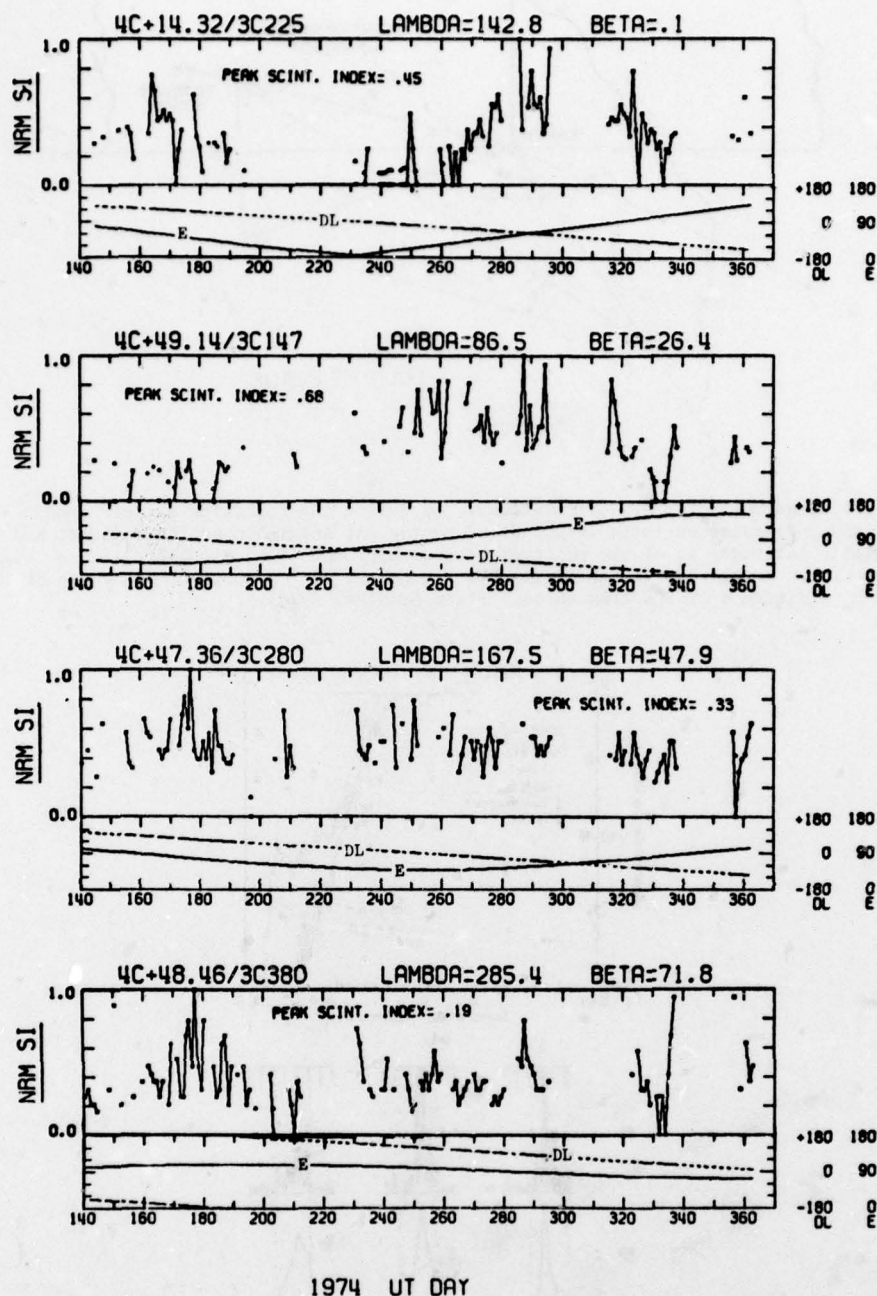 4C+14.32/3C225 LAMBDA=142.8 BETA=.1
1.0
PEAK SCINT. INDEX= .45
NRM SI
0.0
+180 180
DL
0 90
E
-180 0
140 160 180 200 220 240 260 280 300 320 340 360
DL E
4C+49.14/3C147 LAMBDA=86.5 BETA=26.4
1.0
PEAK SCINT. INDEX= .68
NRM SI
0.0
+180 180
E
0 90
DL
-180 0
140 160 180 200 220 240 260 280 300 320 340 360
DL E
4C+47.36/3C280 LAMBDA=167.5 BETA=47.9
1.0
PEAK SCINT. INDEX= .33
NRM SI
0.0
+180 180
DL
0 90
E
-180 0
140 160 180 200 220 240 260 280 300 320 340 360
DL E
4C+48.46/3C380 LAMBDA=285.4 BETA=71.8
1.0
PEAK SCINT. INDEX= .19
NRM SI
0.0
+180 180
DL
E
0 90
-180 0
140 160 180 200 220 240 260 280 300 320 340 360
DL E
1974 UT DAY